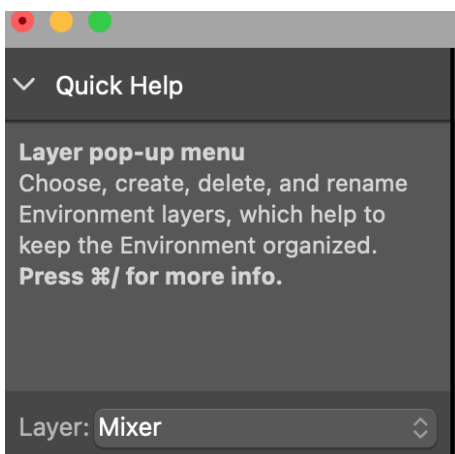 Quick Help
Layer pop-up menu
Choose, create, delete, and rename
Environment layers, which help to
keep the Environment organized.
Press ⌘/ for more info.
Layer: Mixer